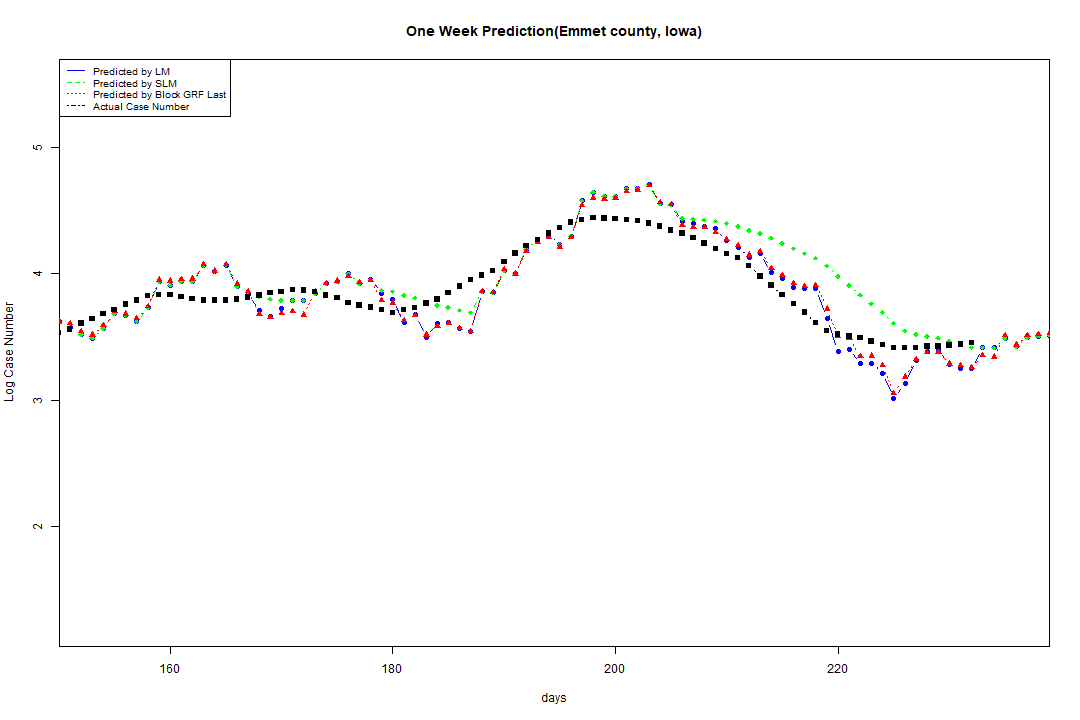 One Week Prediction(Emmet county, Iowa)
Predicted by LM
Predicted by SLM
Predicted by Block GRF Last
Actual Case Number
5
4
3
2
Log Case Number
160
180
200
220
days